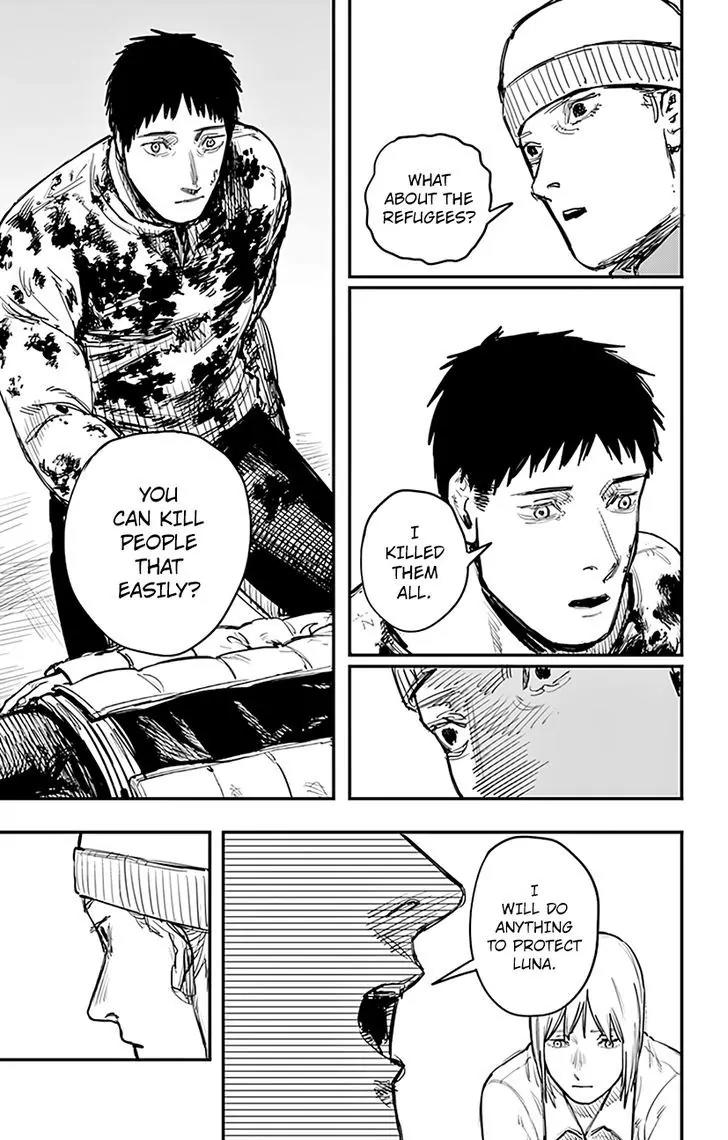 WHAT
ABOUT THE
REFUGEES?
I
KILLED
THEM
ALL.
YOU
CAN KILL
PEOPLE
THAT
EASILY?
I
WILL DO
ANYTHING
TO PROTECT
LUNA.